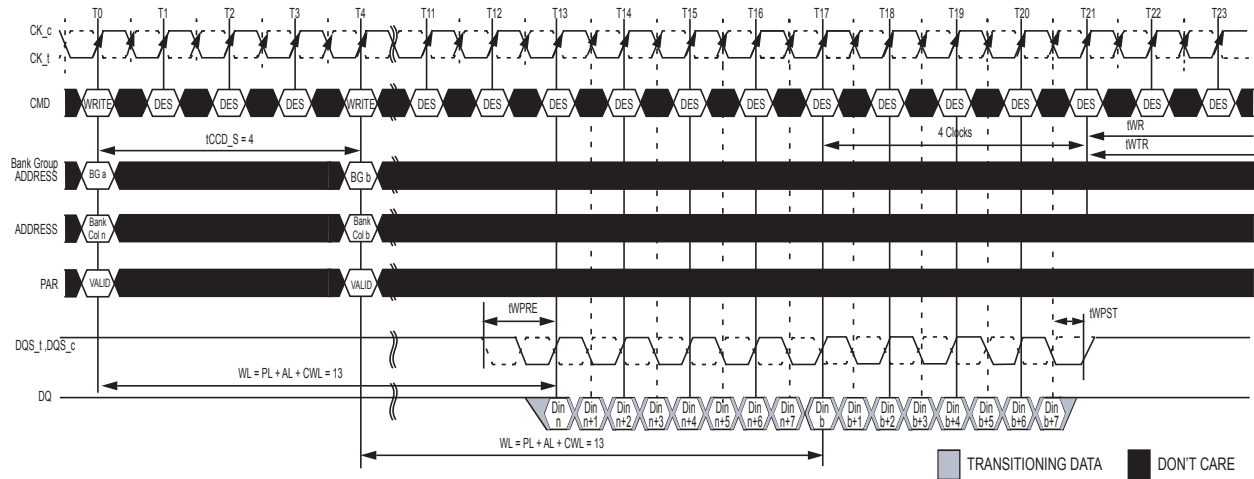 T0 T1 T2 T3 T4 T11 T12 T13 T14 T15 T16 T17 T18 T19 T20 T21 T22 T23
CK_c
CK_t
CMD WRITE DES DES DES WRITE DES DES DES DES DES DES DES DES DES DES DES DES DES
tCCD_S = 4 4 Clocks tWR
tWTR
Bank Group
ADDRESS BG a BG b
ADDRESS Bank
Col n Bank
Col b
PAR VALID VALID
tWPRE tWPST
DQS_t ,DQS_c
WL = PL + AL + CWL = 13
DQ Din
n Din
n+1 Din
n+2 Din
n+3 Din
n+4 Din
n+5 Din
n+6 Din
n+7 Din
b Din
b+1 Din
b+2 Din
b+3 Din
b+4 Din
b+5 Din
b+6 Din
b+7
WL = PL + AL + CWL = 13
TRANSITIONING DATA DON'T CARE